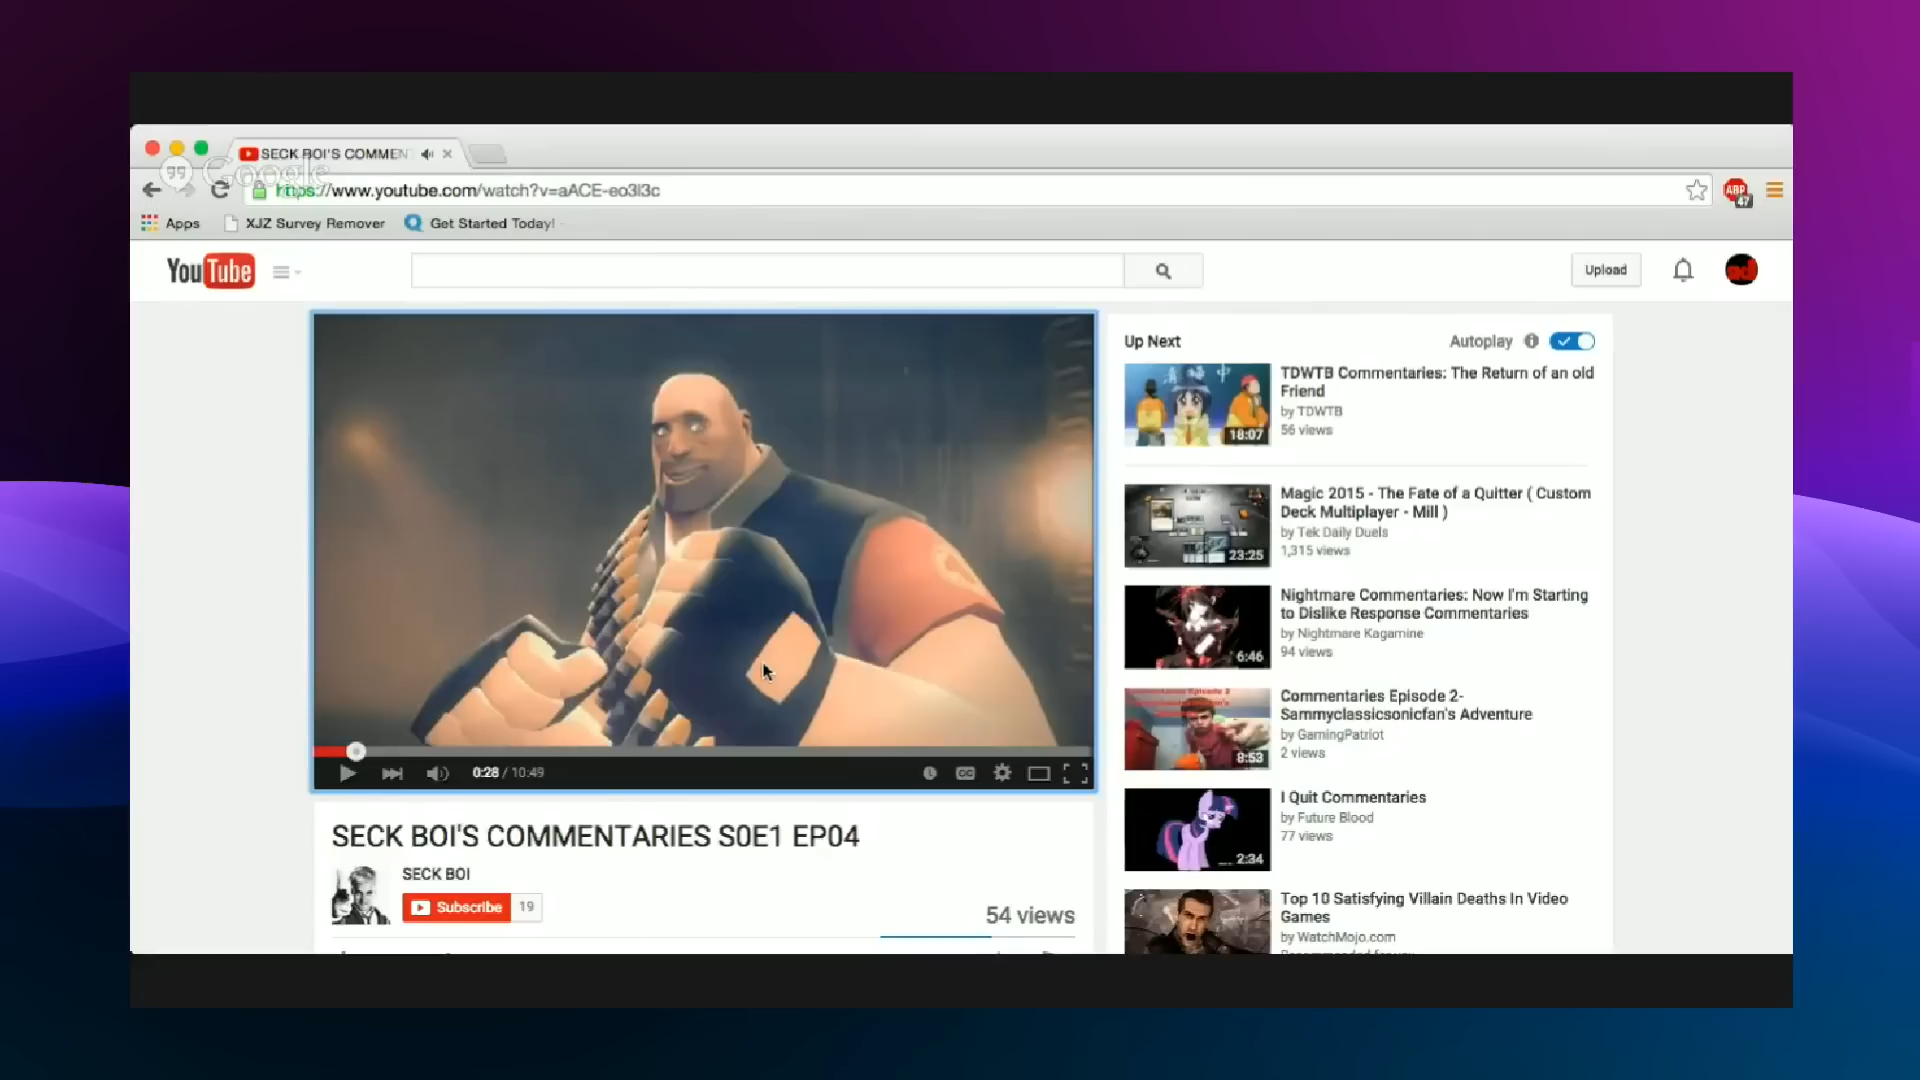 SECK BOI'S COMMEN
Google
https://www.youtube.com/watch?v=aACE-eo3l3c
ABP
47
Apps
XJZ Survey Remover
Get Started Today!
YouTube
Upload
Up Next
Autoplay
TDWTB Commentaries: The Return of an old
Friend
by TDWTB
56 views
18:07
Magic 2015 - The Fate of a Quitter ( Custom
Deck Multiplayer - Mill )
by Tek Daily Duels
1,315 views
23:25
Nightmare Commentaries: Now I'm Starting
to Dislike Response Commentaries
by Nightmare Kagamine
94 views
6:46
Commentaries Episode 2-
Sammyclassicsonicfan's Adventure
by GamingPatriot
2 views
8:53
I Quit Commentaries
by Future Blood
77 views
2:34
Top 10 Satisfying Villain Deaths In Video
Games
by WatchMojo.com
0:28 / 10:49
CC
SECK BOI'S COMMENTARIES S0E1 EP04
SECK BOI
Subscribe 19
54 views